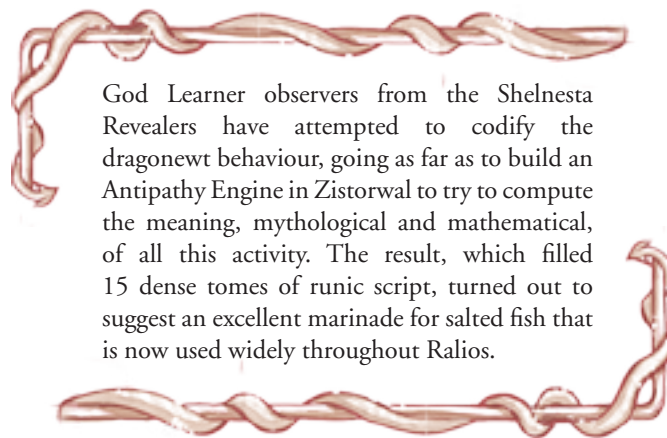 God Learner observers from the Shelnesta
Revealers have attempted to codify the
dragonewt behaviour, going as far as to build an
Antipathy Engine in Zistorwal to try to compute
the meaning, mythological and mathematical,
of all this activity. The result, which filled
15 dense tomes of runic script, turned out to
suggest an excellent marinade for salted fish that
is now used widely throughout Ralios.